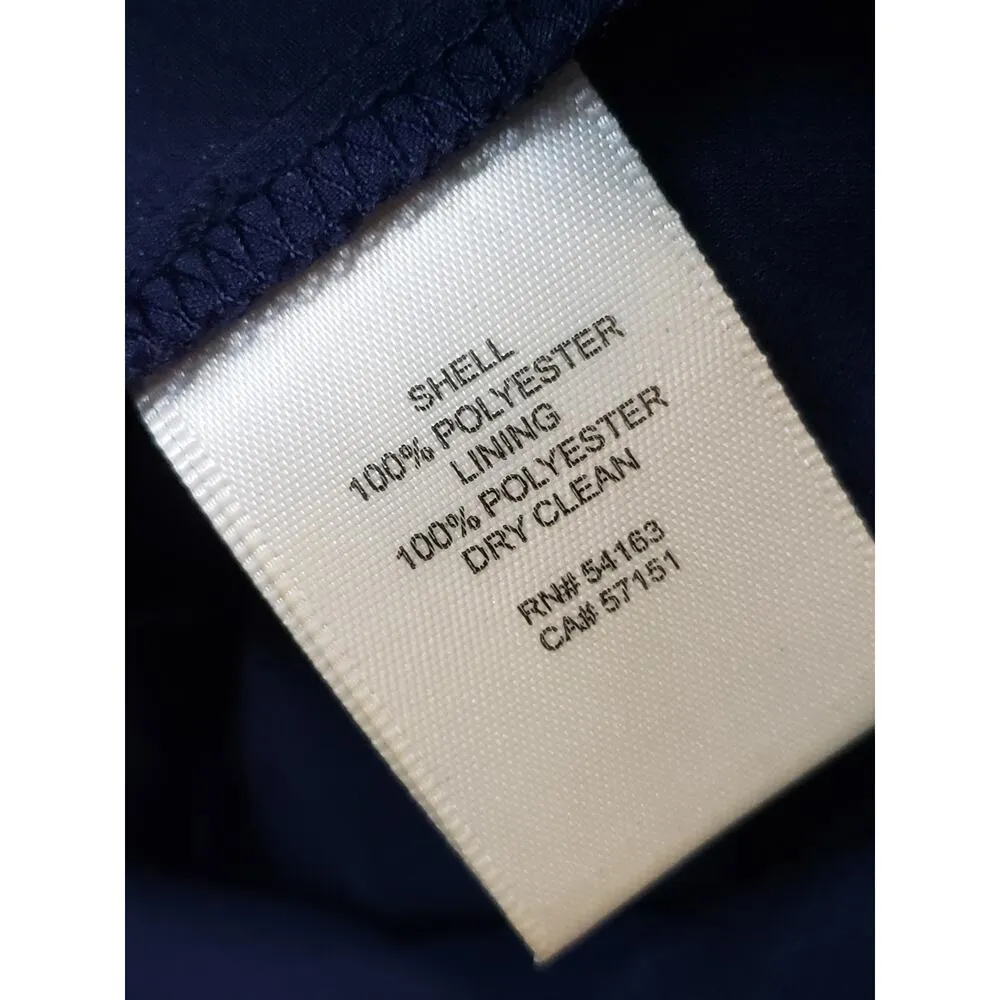 SHELL
100% POLYESTER
LINING
100% POLYESTER
DRY CLEAN
RN# 54163
CA# 57151